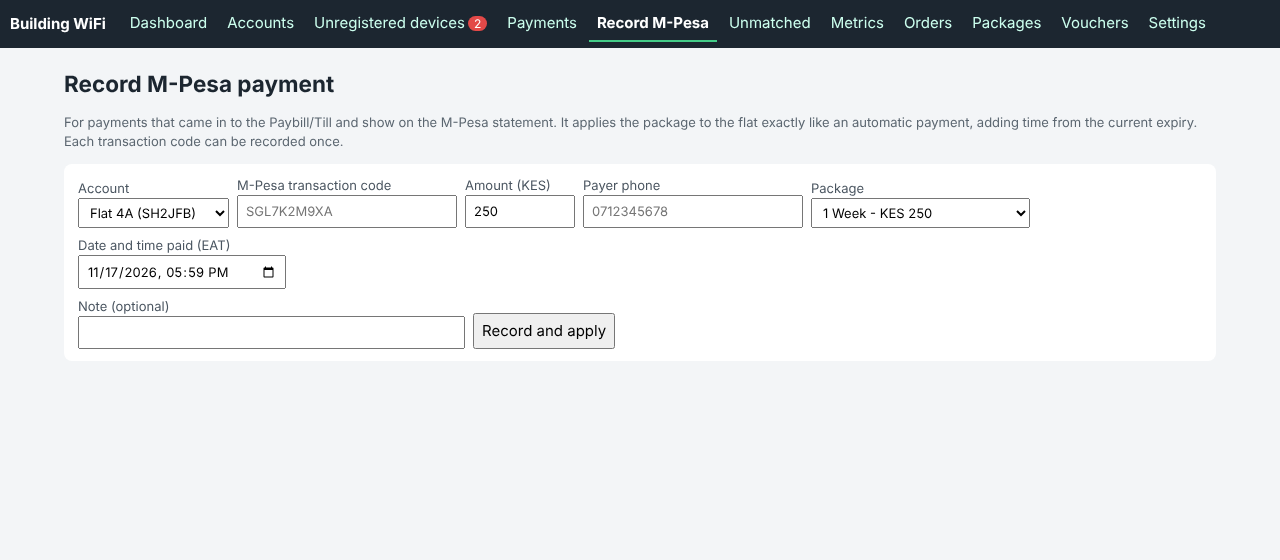 Building WiFi Dashboard Accounts Unregistered devices 2 Payments Record M-Pesa Unmatched Metrics Orders Packages Vouchers Settings
Record M-Pesa payment
For payments that came in to the Paybill/Till and show on the M-Pesa statement. It applies the package to the flat exactly like an automatic payment, adding time from the current expiry.
Each transaction code can be recorded once.
Account M-Pesa transaction code Amount (KES) Payer phone Package
Flat 4A (SH2JFB) SGL7K2M9XA 250 0712345678 1 Week - KES 250
Date and time paid (EAT)
11/17/2026, 05:59 PM
Note (optional)
Record and apply